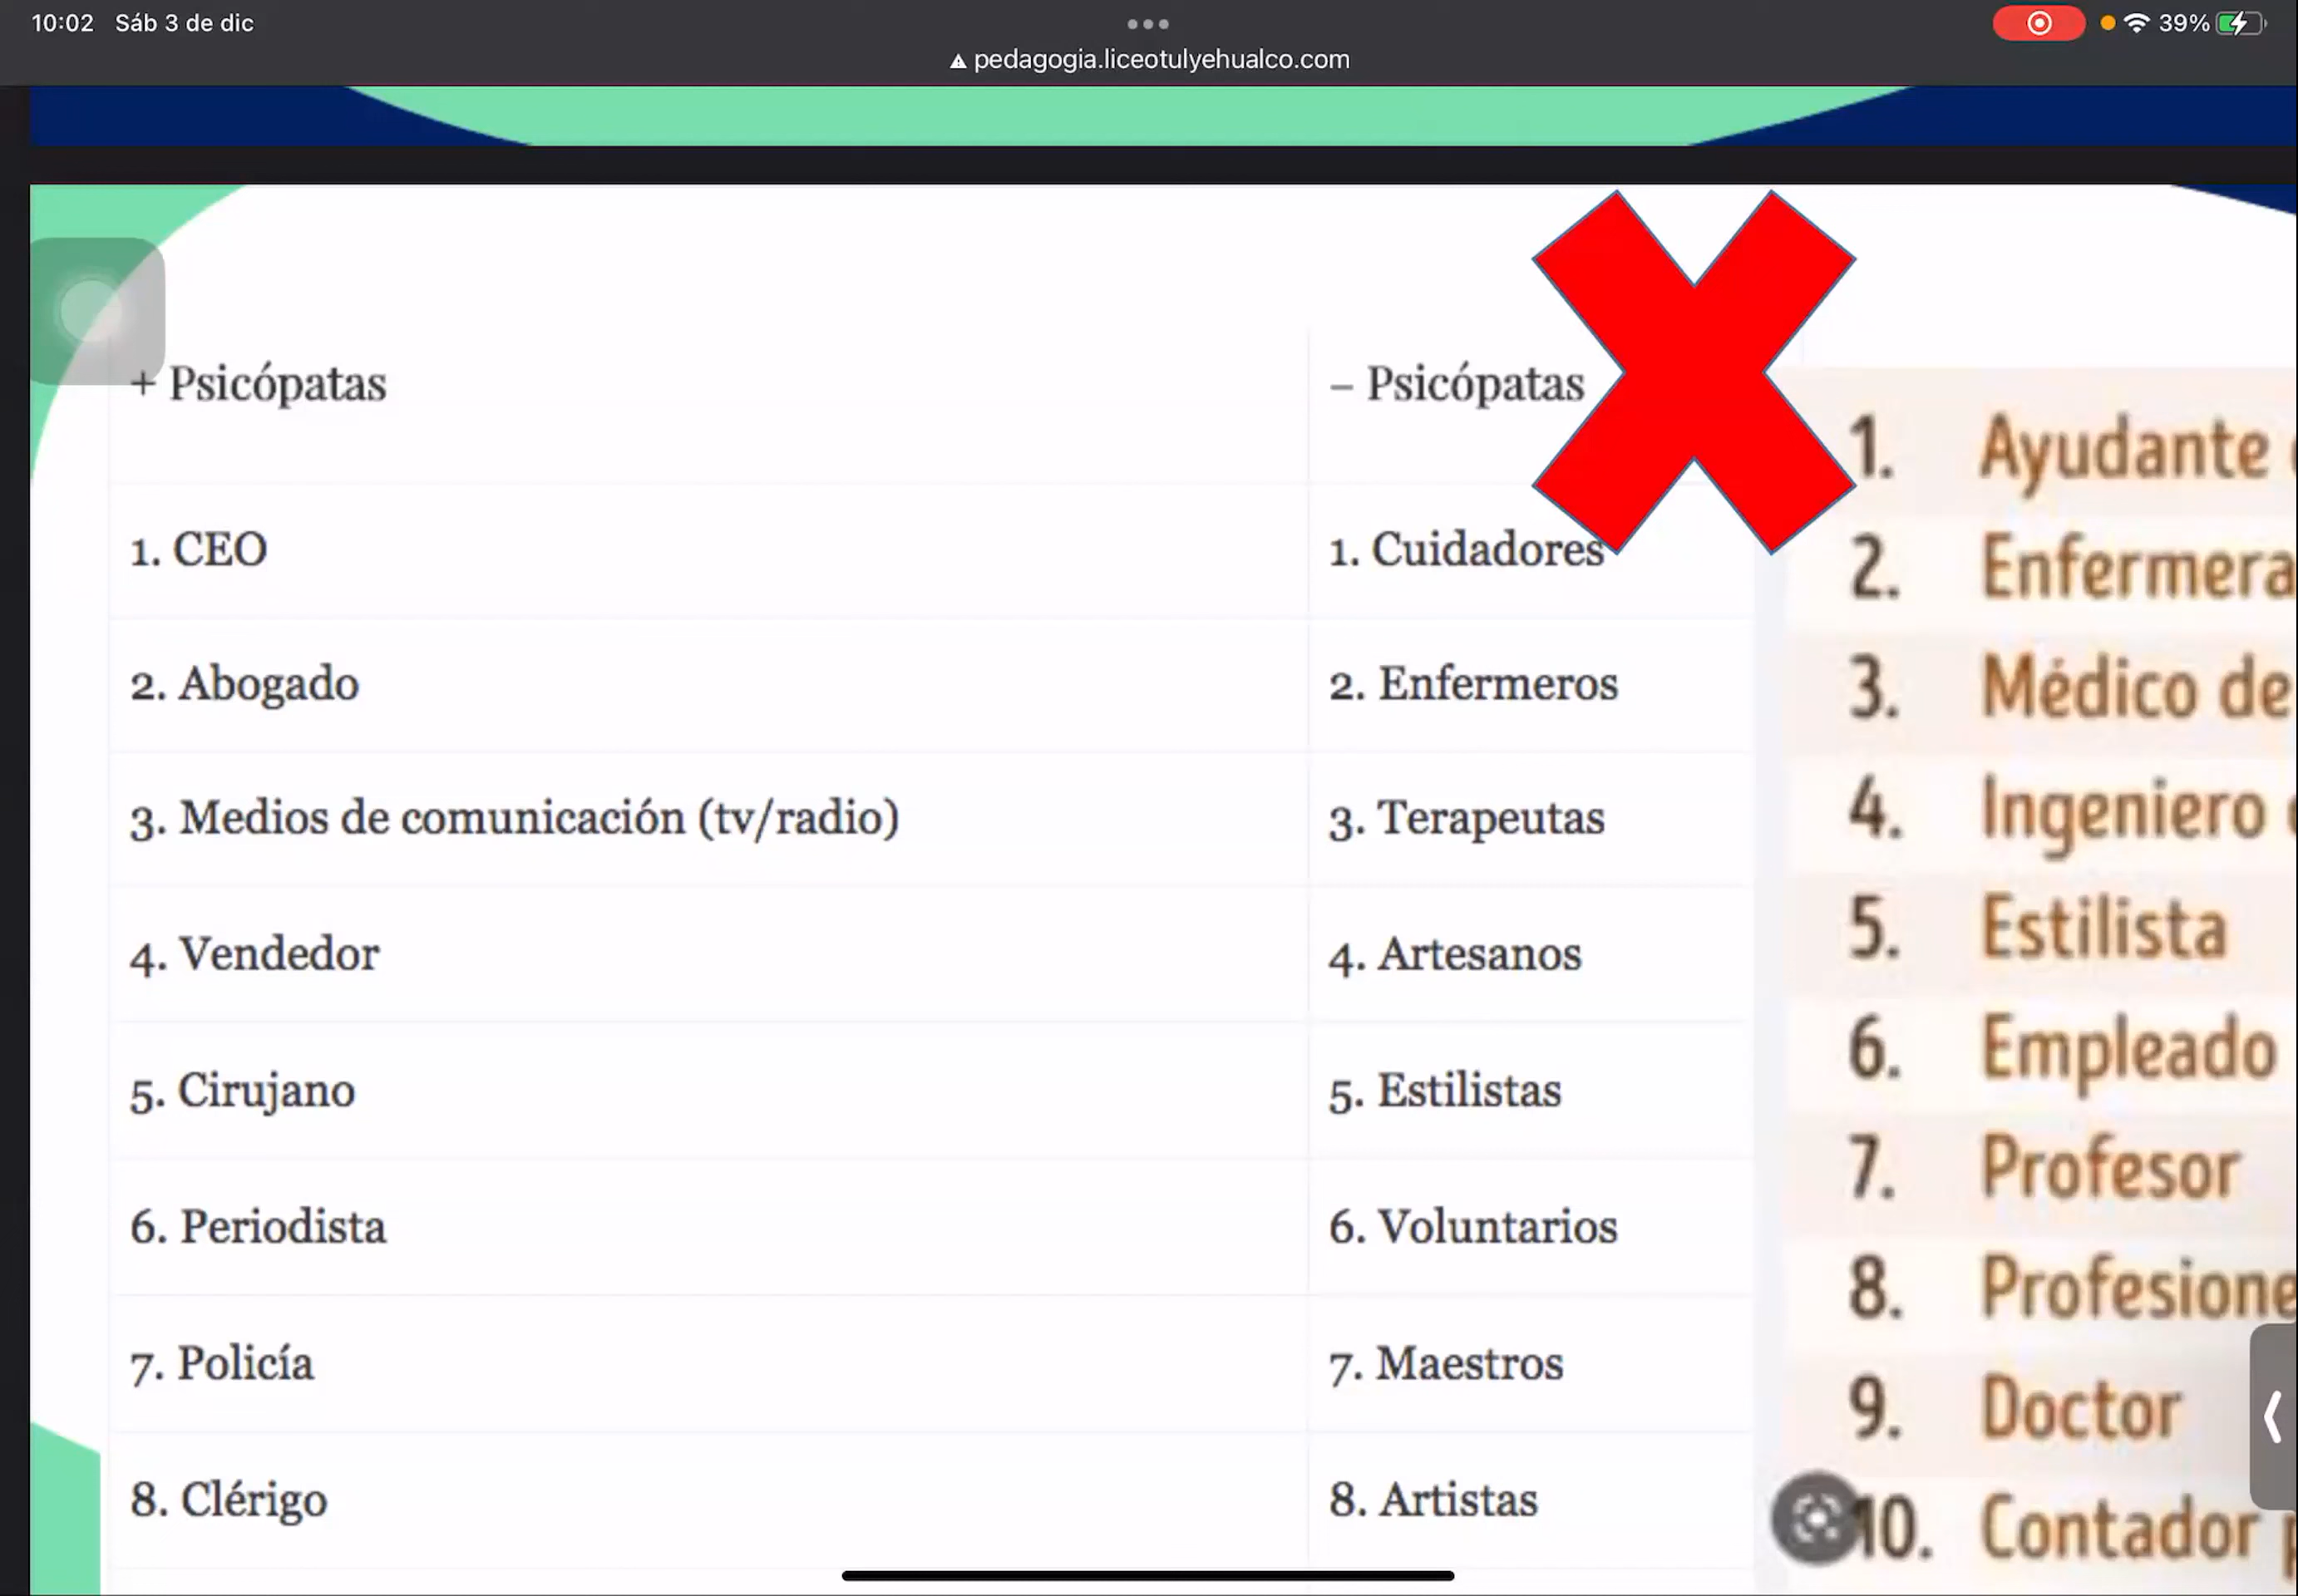 10:02 Sáb 3 de dic
39%
pedagogia.liceotulyehualco.com
+ Psicópatas
– Psicópatas
1. CEO
1. Cuidadores
2. Abogado
2. Enfermeros
3. Medios de comunicación (tv/radio)
3. Terapeutas
4. Vendedor
4. Artesanos
5. Cirujano
5. Estilistas
6. Periodista
6. Voluntarios
7. Policía
7. Maestros
8. Clérigo
8. Artistas
1. Ayudante
2. Enfermera
3. Médico de
4. Ingeniero
5. Estilista
6. Empleado
7. Profesor
8. Profesione
9. Doctor
10. Contador